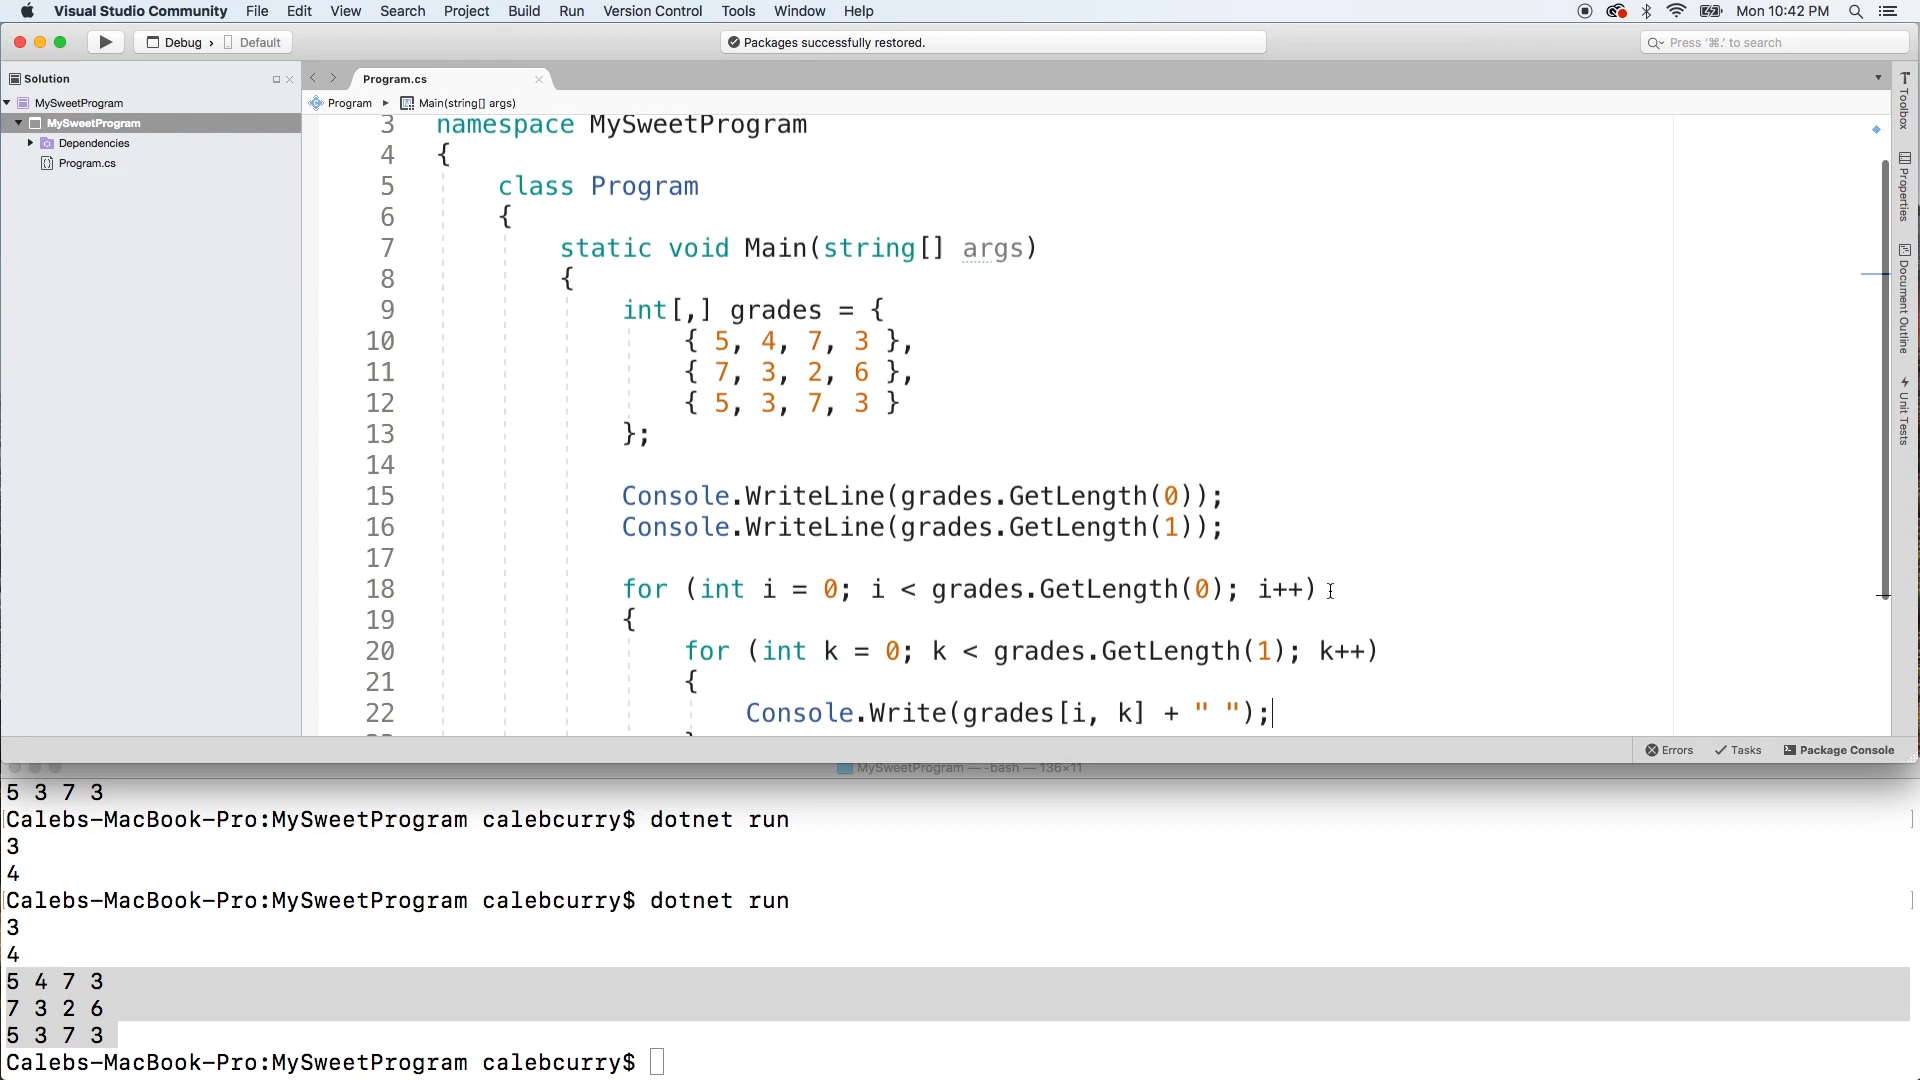 Visual Studio Community File Edit View Search Project Build Run Version Control Tools Window Help Mon 10:42 PM
Debug › Default
Packages successfully restored.
Press '⌘.' to search
Solution
MySweetProgram
MySweetProgram
Dependencies
Program.cs
Program.cs
Program ▸ Main(string[] args)
3 namespace MySweetProgram
4 {
5 class Program
6 {
7 static void Main(string[] args)
8 {
9 int[,] grades = {
10 { 5, 4, 7, 3 },
11 { 7, 3, 2, 6 },
12 { 5, 3, 7, 3 }
13 };
14
15 Console.WriteLine(grades.GetLength(0));
16 Console.WriteLine(grades.GetLength(1));
17
18 for (int i = 0; i < grades.GetLength(0); i++)
19 {
20 for (int k = 0; k < grades.GetLength(1); k++)
21 {
22 Console.Write(grades[i, k] + " ");
Toolbox
Properties
Document Outline
Unit Tests
Errors Tasks Package Console
MySweetProgram — -bash — 136×11
5 3 7 3
Calebs-MacBook-Pro:MySweetProgram calebcurry$ dotnet run
3
4
Calebs-MacBook-Pro:MySweetProgram calebcurry$ dotnet run
3
4
5 4 7 3
7 3 2 6
5 3 7 3
Calebs-MacBook-Pro:MySweetProgram calebcurry$